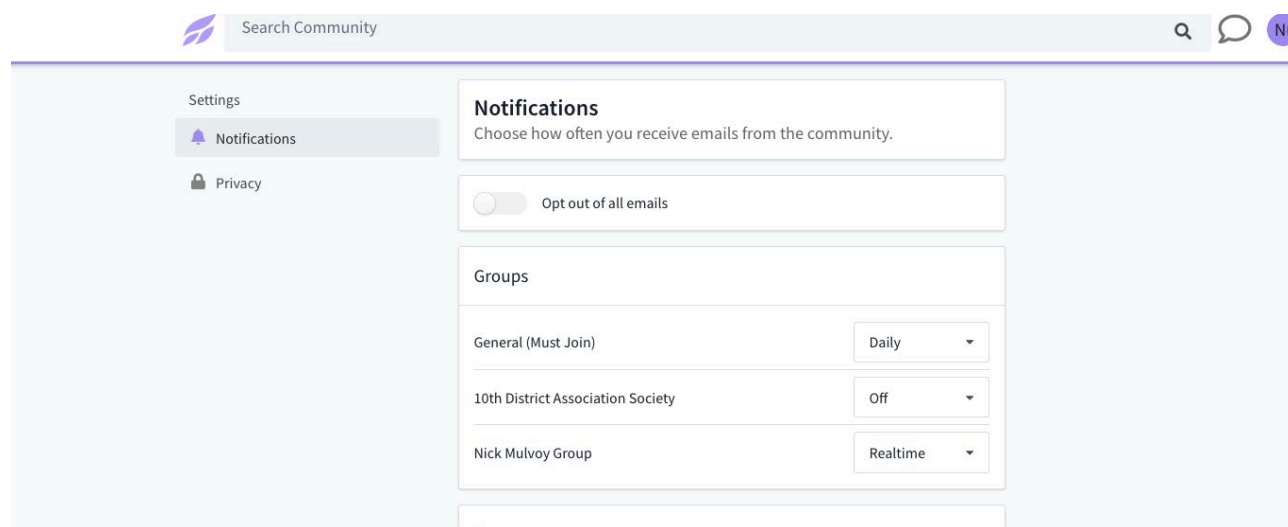 Search Community
Settings
Notifications
Privacy
Notifications
Choose how often you receive emails from the community.
Opt out of all emails
Groups
General (Must Join)
Daily
10th District Association Society
Off
Nick Mulvoy Group
Realtime